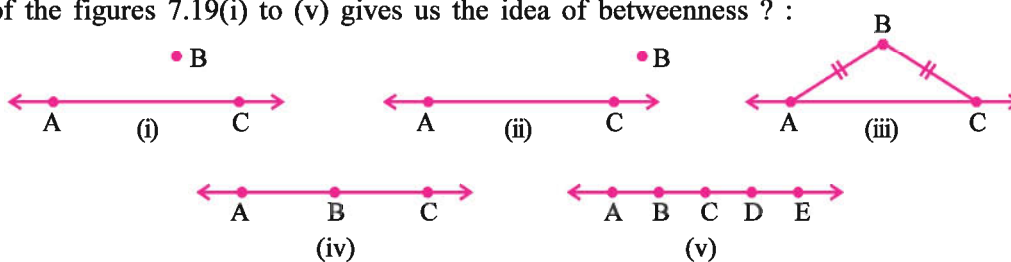 of the figures 7.19(i) to (v) gives us the idea of betweenness ? :
B
B
B
A (i) C
A (ii) C
A (iii) C
A B C
A B C D E
(iv)
(v)